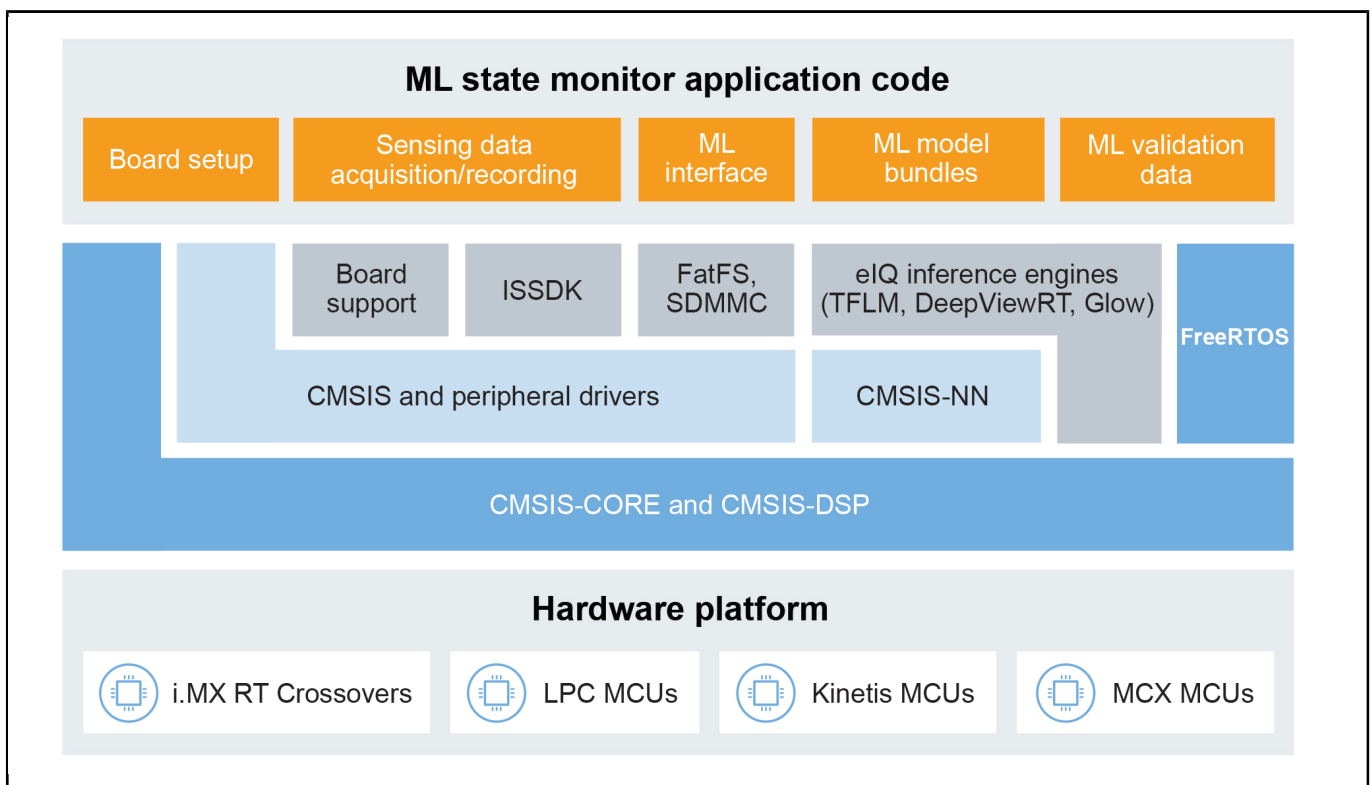 ML state monitor application code
Board setup
Sensing data
acquisition/recording
ML
interface
ML model
bundles
ML validation
data
Board
support
ISSDK
FatFS,
SDMMC
eIQ inference engines
(TFLM, DeepViewRT, Glow)
FreeRTOS
CMSIS and peripheral drivers
CMSIS-NN
CMSIS-CORE and CMSIS-DSP
Hardware platform
i.MX RT Crossovers
LPC MCUs
Kinetis MCUs
MCX MCUs